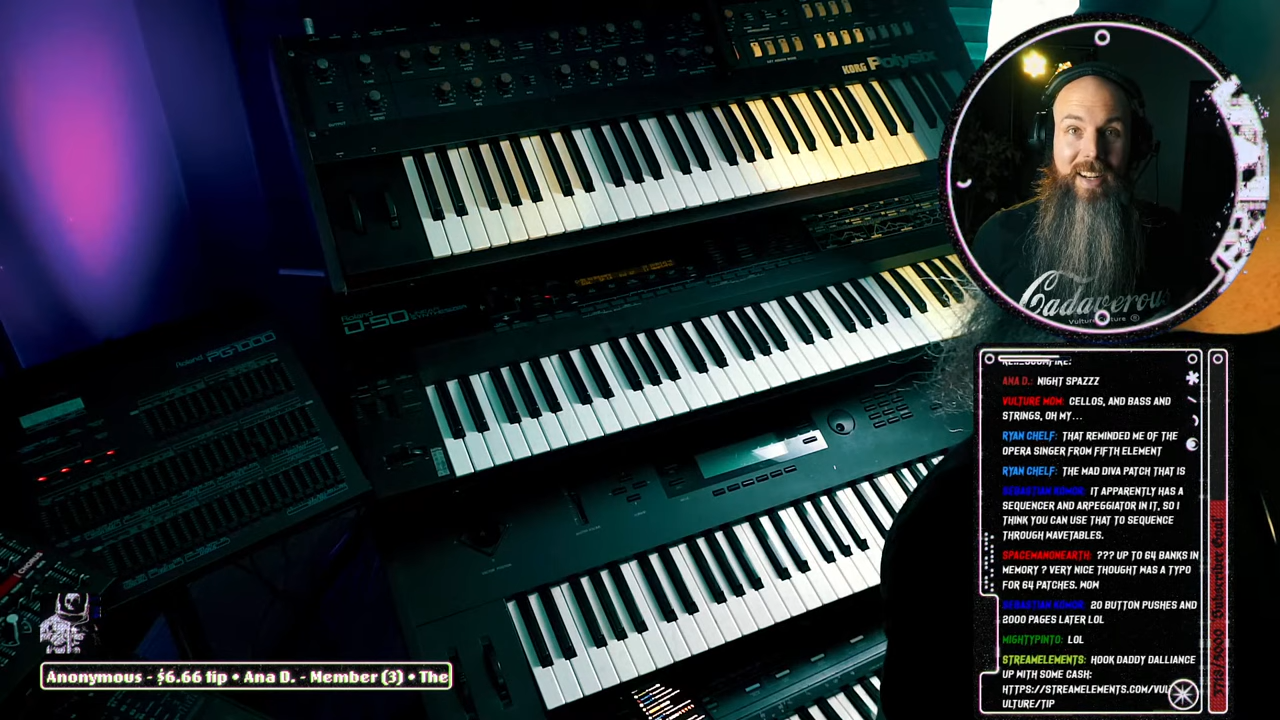 KORG Polysix
Roland
D-50
Roland PG-1000
Cadaverous
Vulture Culture ®
ANA D.: NIGHT SPAZZZ
VULTURE MOM: CELLOS, AND BASS AND
STRINGS, OH MY...
RYAN CHELF: THAT REMINDED ME OF THE
OPERA SINGER FROM FIFTH ELEMENT
RYAN CHELF: THE MAD DIVA PATCH THAT IS
IT APPARENTLY HAS A
SEQUENCER AND ARPEGGIATOR IN IT, SO I
THINK YOU CAN USE THAT TO SEQUENCE
THROUGH WAVETABLES.
SPACEMANONEARTH: ??? UP TO 64 BANKS IN
MEMORY ? VERY NICE THOUGHT WAS A TYPO
FOR 64 PATCHES. MOM
20 BUTTON PUSHES AND
2000 PAGES LATER LOL
MIGHTYPINTO: LOL
STREAMELEMENTS: HOOK DADDY DALLIANCE
UP WITH SOME CASH:
HTTPS://STREAMELEMENTS.COM/VUL
ULTURE/TIP
CHORDS
Anonymous - $6.66 tip • Ana D. - Member (3) • The